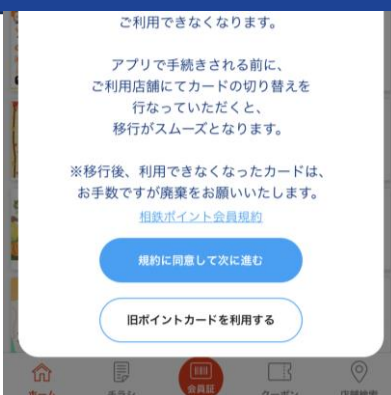 ご利用できなくなります。
アプリで手続きされる前に、
ご利用店舗にてカードの切り替えを
行なっていただくと、
移行がスムーズとなります。
※移行後、利用できなくなったカードは、
お手数ですが廃棄をお願いいたします。
相鉄ポイント会員規約
規約に同意して次に進む
旧ポイントカードを利用する
会員証
ホーム
チラシ
クーポン
店舗検索